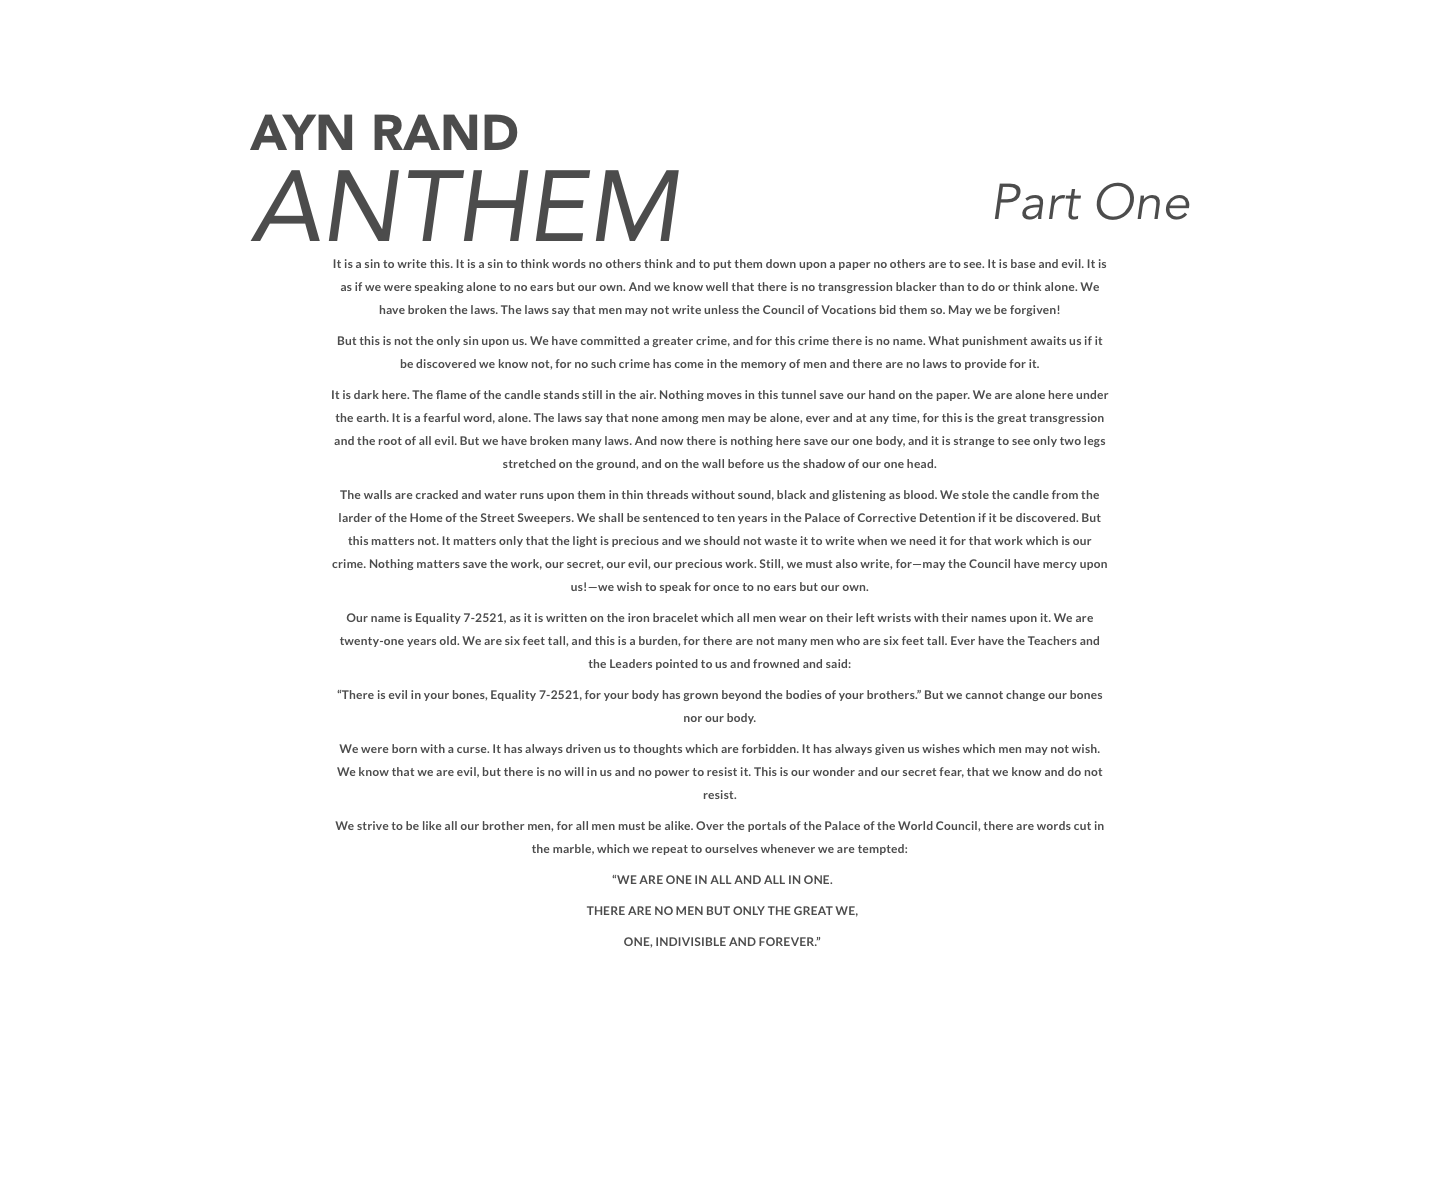 AYN RAND
ANTHEM
Part One
It is a sin to write this. It is a sin to think words no others think and to put them down upon a paper no others are to see. It is base and evil. It is
as if we were speaking alone to no ears but our own. And we know well that there is no transgression blacker than to do or think alone. We
have broken the laws. The laws say that men may not write unless the Council of Vocations bid them so. May we be forgiven!
But this is not the only sin upon us. We have committed a greater crime, and for this crime there is no name. What punishment awaits us if it
be discovered we know not, for no such crime has come in the memory of men and there are no laws to provide for it.
It is dark here. The flame of the candle stands still in the air. Nothing moves in this tunnel save our hand on the paper. We are alone here under
the earth. It is a fearful word, alone. The laws say that none among men may be alone, ever and at any time, for this is the great transgression
and the root of all evil. But we have broken many laws. And now there is nothing here save our one body, and it is strange to see only two legs
stretched on the ground, and on the wall before us the shadow of our one head.
The walls are cracked and water runs upon them in thin threads without sound, black and glistening as blood. We stole the candle from the
larder of the Home of the Street Sweepers. We shall be sentenced to ten years in the Palace of Corrective Detention if it be discovered. But
this matters not. It matters only that the light is precious and we should not waste it to write when we need it for that work which is our
crime. Nothing matters save the work, our secret, our evil, our precious work. Still, we must also write, for—may the Council have mercy upon
us!—we wish to speak for once to no ears but our own.
Our name is Equality 7-2521, as it is written on the iron bracelet which all men wear on their left wrists with their names upon it. We are
twenty-one years old. We are six feet tall, and this is a burden, for there are not many men who are six feet tall. Ever have the Teachers and
the Leaders pointed to us and frowned and said:
“There is evil in your bones, Equality 7-2521, for your body has grown beyond the bodies of your brothers.” But we cannot change our bones
nor our body.
We were born with a curse. It has always driven us to thoughts which are forbidden. It has always given us wishes which men may not wish.
We know that we are evil, but there is no will in us and no power to resist it. This is our wonder and our secret fear, that we know and do not
resist.
We strive to be like all our brother men, for all men must be alike. Over the portals of the Palace of the World Council, there are words cut in
the marble, which we repeat to ourselves whenever we are tempted:
“WE ARE ONE IN ALL AND ALL IN ONE.
THERE ARE NO MEN BUT ONLY THE GREAT WE,
ONE, INDIVISIBLE AND FOREVER.”